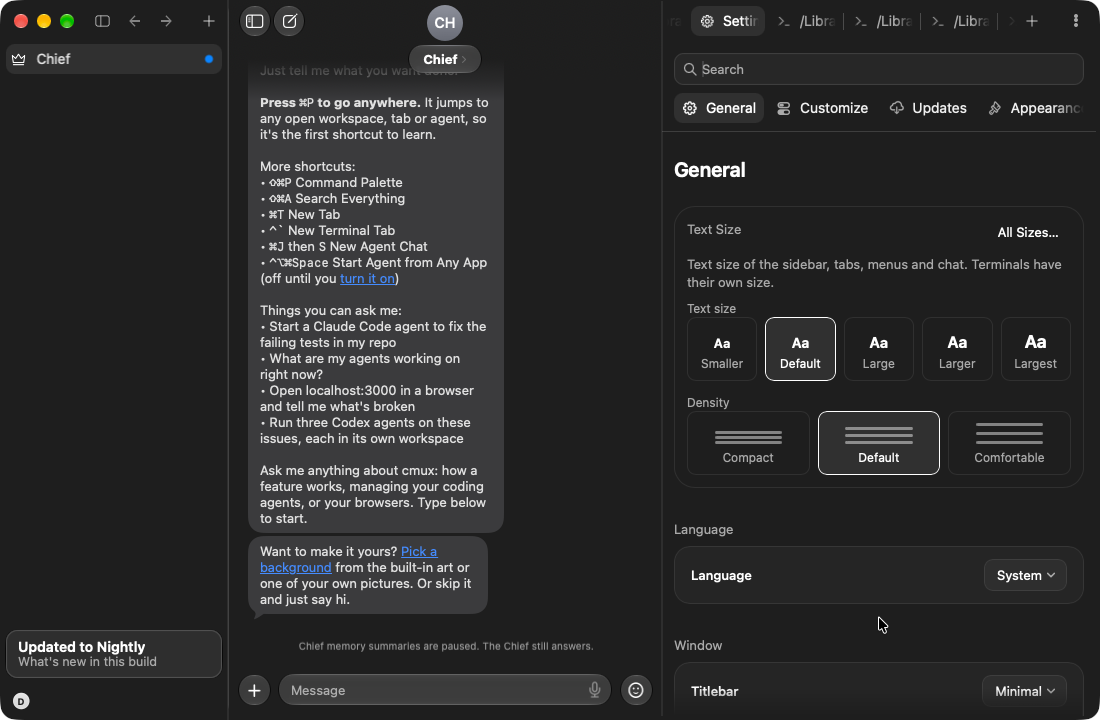 Chief
Updated to Nightly
What's new in this build
D
CH
Chief
Just tell me what you want done.
Press ⌘P to go anywhere. It jumps to
any open workspace, tab or agent, so
it's the first shortcut to learn.
More shortcuts:
• ⇧⌘P Command Palette
• ⇧⌘A Search Everything
• ⌘T New Tab
• ^` New Terminal Tab
• ⌘J then S New Agent Chat
• ^⌥⌘Space Start Agent from Any App
(off until you turn it on)
Things you can ask me:
• Start a Claude Code agent to fix the
failing tests in my repo
• What are my agents working on
right now?
• Open localhost:3000 in a browser
and tell me what's broken
• Run three Codex agents on these
issues, each in its own workspace
Ask me anything about cmux: how a
feature works, managing your coding
agents, or your browsers. Type below
to start.
Want to make it yours? Pick a
background from the built-in art or
one of your own pictures. Or skip it
and just say hi.
Chief memory summaries are paused. The Chief still answers.
Message
Settin
/Libra
/Libra
/Libra
Search
General
Customize
Updates
Appearanc
General
Text Size
All Sizes...
Text size of the sidebar, tabs, menus and chat. Terminals have
their own size.
Text size
Aa Aa Aa Aa Aa
Smaller Default Large Larger Largest
Density
Compact Default Comfortable
Language
Language
System
Window
Titlebar
Minimal